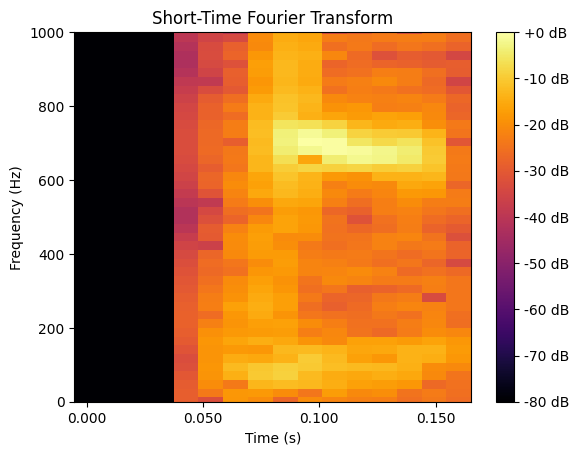 Short-Time Fourier Transform
1000
800
600
400
200
0
Frequency (Hz)
0.000
0.050
0.100
0.150
Time (s)
+0 dB
-10 dB
-20 dB
-30 dB
-40 dB
-50 dB
-60 dB
-70 dB
-80 dB